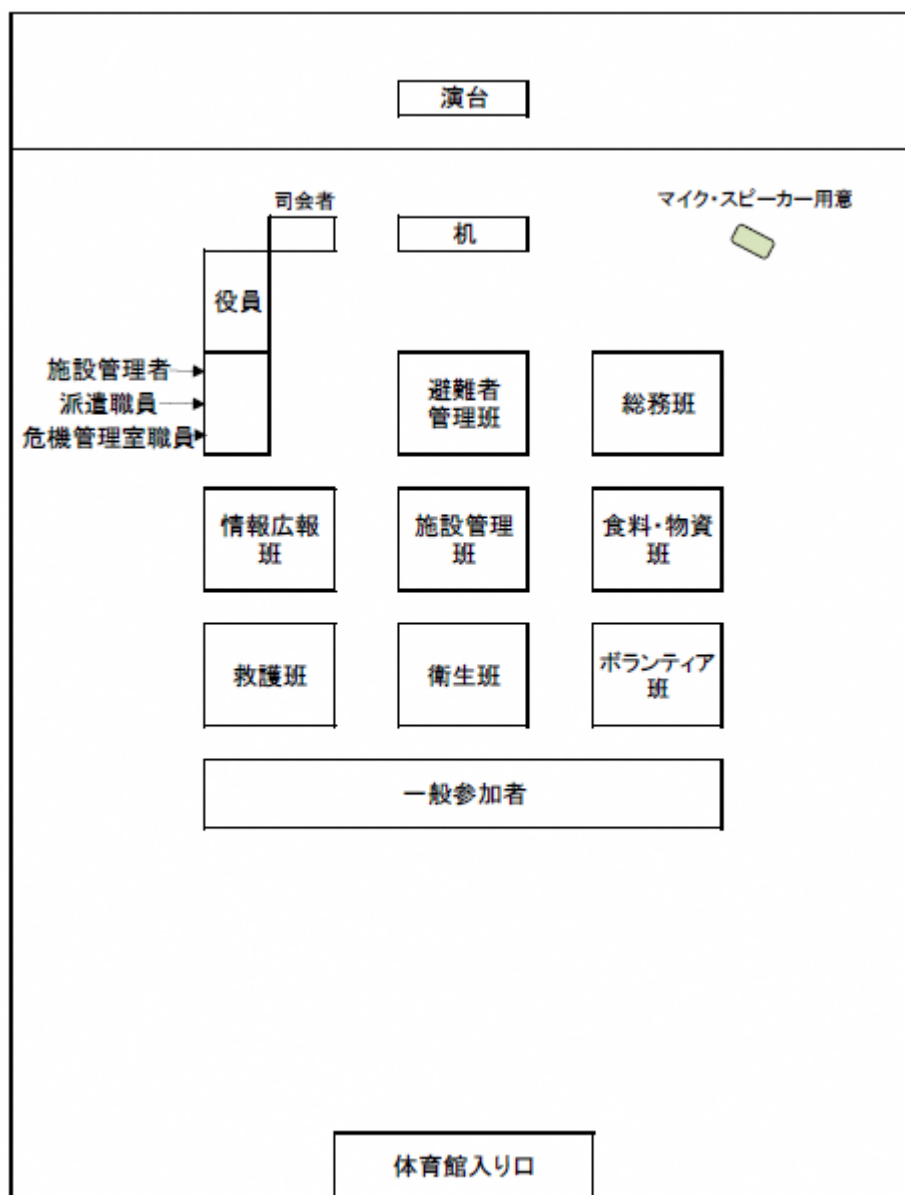 演台
司会者
マイク・スピーカー用意
机
役員
施設管理者
派遣職員
危機管理室職員
避難者
管理班
総務班
情報広報
班
施設管理
班
食料・物資
班
救護班
衛生班
ボランティア
班
一般参加者
体育館入り口